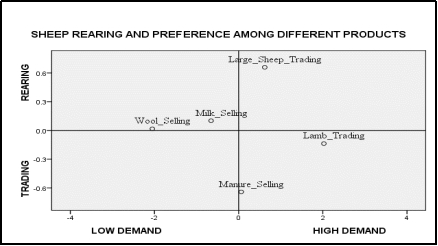 SHEEP REARING AND PREFERENCE AMONG DIFFERENT PRODUCTS
REARING
TRADING
0.6
0.3
0.0
-0.3
-0.6
Large_Sheep_Trading
Milk_Selling
Wool_Selling
Lamb_Trading
Manure_Selling
-4
-2
0
2
4
LOW DEMAND
HIGH DEMAND